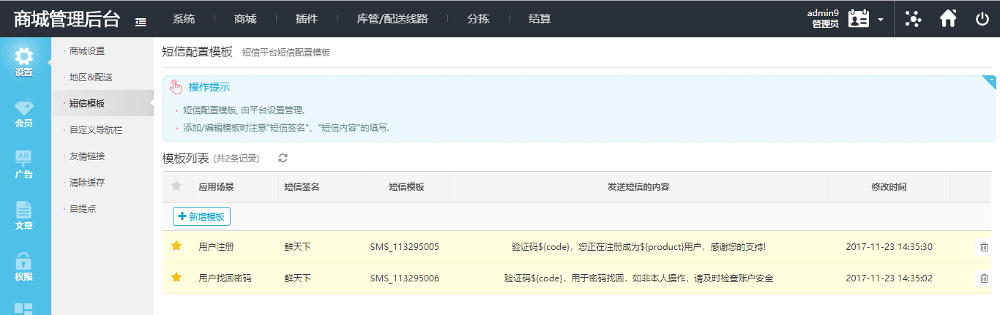 商城管理后台 系统 商城 插件 库管/配送线路 分拣 结算 admin9
管理员
设置
会员
AD
广告
文章
权限
· 商城设置
· 地区&配送
· 短信模板
· 自定义导航栏
· 友情链接
· 清除缓存
· 自提点
短信配置模板 短信平台短信配置模板
操作提示
短信配置模板, 由平台设置管理.
添加/编辑模板时注意"短信签名"、"短信内容"的填写.
模板列表 (共2条记录)
应用场景 短信签名 短信模板 发送短信的内容 修改时间
新增模板
用户注册 鲜天下 SMS_113295005 验证码${code}，您正在注册成为${product}用户，感谢您的支持! 2017-11-23 14:35:30
用户找回密码 鲜天下 SMS_113295006 验证码${code}，用于密码找回，如非本人操作，请及时检查账户安全 2017-11-23 14:35:02